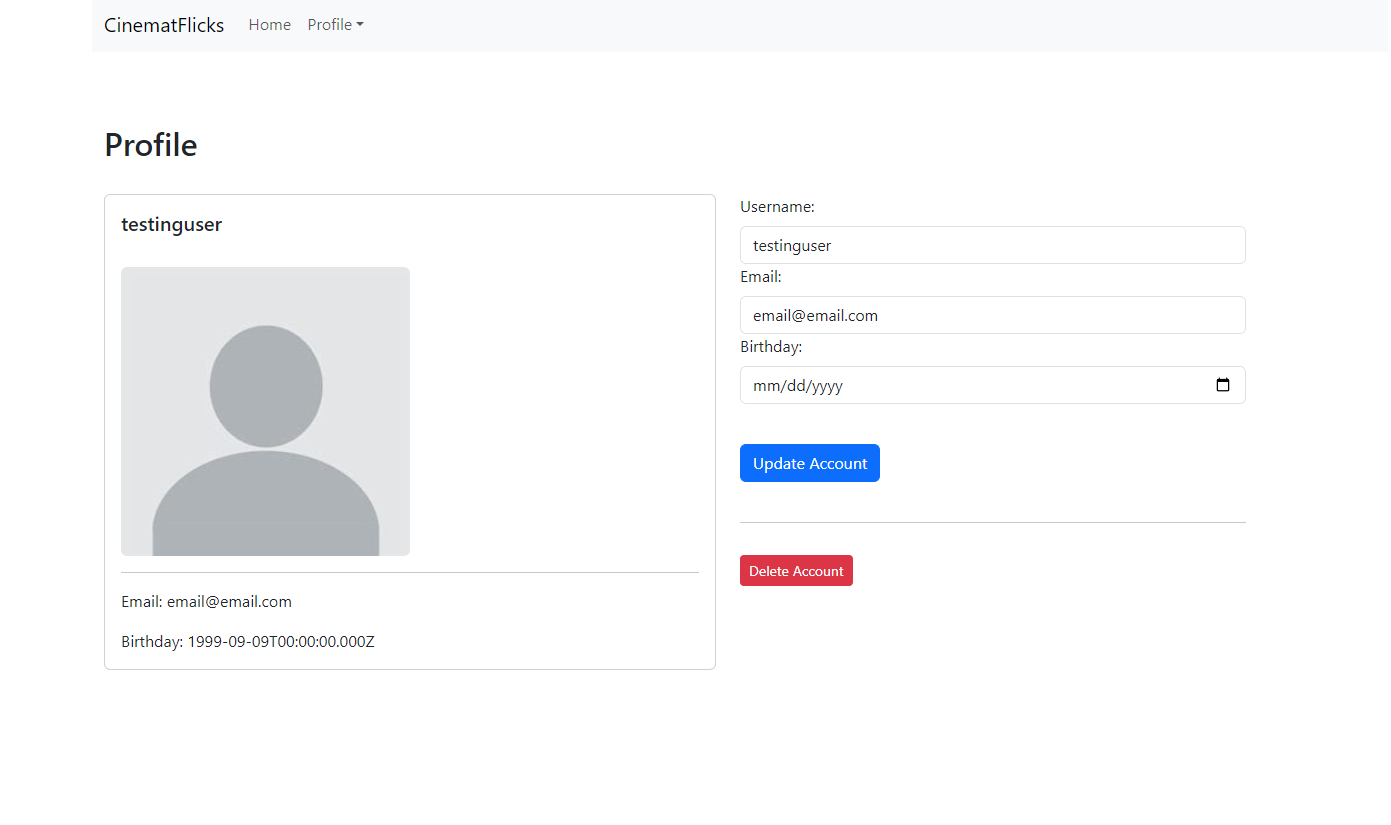 CinematFlicks Home Profile
Profile
testinguser
Email: email@email.com
Birthday: 1999-09-09T00:00:00.000Z
Username:
testinguser
Email:
email@email.com
Birthday:
mm/dd/yyyy
Update Account
Delete Account